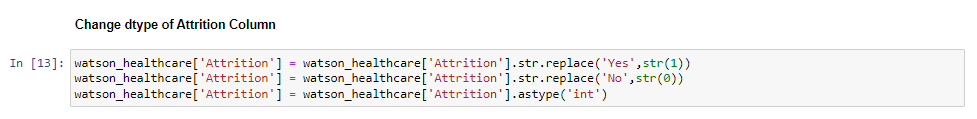 Change dtype of Attrition Column
In [13]: watson_healthcare['Attrition'] = watson_healthcare['Attrition'].str.replace('Yes',str(1))
watson_healthcare['Attrition'] = watson_healthcare['Attrition'].str.replace('No',str(0))
watson_healthcare['Attrition'] = watson_healthcare['Attrition'].astype('int')